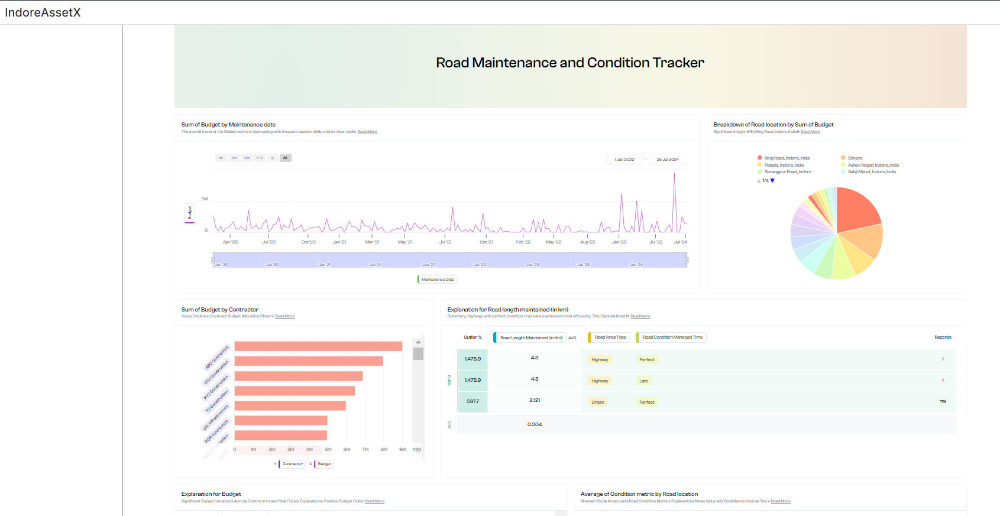 IndoreAssetX
Road Maintenance and Condition Tracker
Sum of Budget by Maintenance date
The overall trend of the Global metric is decreasing with frequent sudden shifts and no clear cyclic Read More
1m 3m 6m YTD 1y All
1 Jan 2020 - 25 Jul 2024
Budget
5M
0
Apr '20 Jul '20 Oct '20 Jan '21 Mar '21 May '21 Jul '21 Oct '21 Feb '22 May '22 Aug '22 Jan '23 Jul '23 Jul '24
Jan '20 Jul '20 Jan '21 Jul '21 Jan '22 Jul '22 Jan '23 Jul '23 Jan '24
Maintenance Date
Breakdown of Road location by Sum of Budget
Significant Insight: &34;Ring Road, Indore, India& Read More
Ring Road, Indore, India Others
Palasia, Indore, India Ashok Nagar, Indore, India
Sarangpur Road, Indore Sabji Mandi, Indore, India
1/4
Sum of Budget by Contractor
Steep Decline in Contract Budget Allocation Observ Read More
ABC Contractors
STU Construction
XYZ Construction
YZ Construction
JKL Infrastructure
PQR Contractors
0 1M 2M 3M 4M 5M 6M 7M 8M 9M 10M
Y Contractor X Budget
Explanation for Road length maintained (in km)
Summary: Highway with perfect condition roads are maintained most efficiently. Title: Optimal Road M Read More
Outlier % Road Length Maintained (in Km) AVG Road Area Type Road Condition Managed Time Records
TOP 3
1,478.9 4.8 Highway Perfect 1
1,478.9 4.8 Highway Late 1
597.7 2.121 Urban Perfect 119
AVG 0.304
Explanation for Budget
Significant Budget Variations Across Contractors and Road Types Explanations: Positive Budget Outlie Read More
Average of Condition metric by Road location
Bhawar Kheda Area Leads Road Condition Metrics Explanations Mean Value and Confidence Interval The a Read More